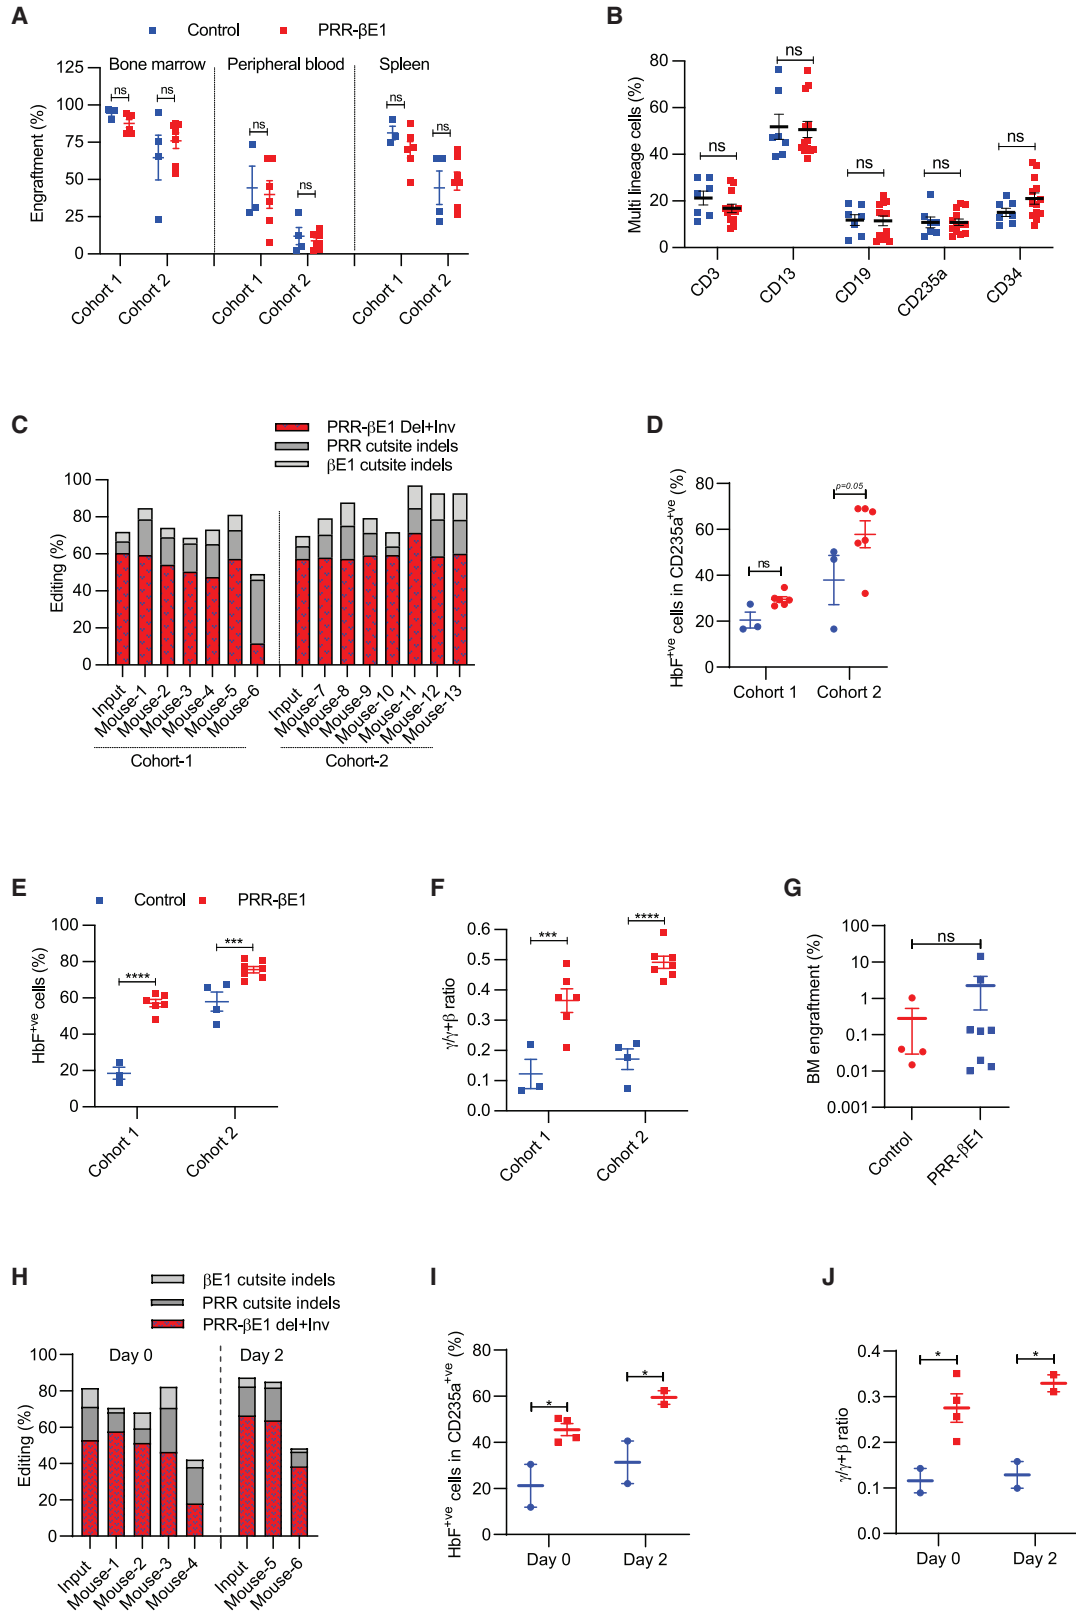 A
Control
PRR-βE1
Bone marrow
Peripheral blood
Spleen
Engraftment (%)
125
100
75
50
25
0
ns
ns
ns
ns
ns
ns
Cohort 1
Cohort 2
Cohort 1
Cohort 2
Cohort 1
Cohort 2
B
Multi lineage cells (%)
80
60
40
20
0
ns
ns
ns
ns
ns
CD3
CD13
CD19
CD235a
CD34
C
PRR-βE1 Del+Inv
PRR cutsite indels
βE1 cutsite indels
Editing (%)
100
80
60
40
20
0
Input
Mouse-1
Mouse-2
Mouse-3
Mouse-4
Mouse-5
Mouse-6
Input
Mouse-7
Mouse-8
Mouse-9
Mouse-10
Mouse-11
Mouse-12
Mouse-13
Cohort-1
Cohort-2
D
HbF+ve cells in CD235a+ve (%)
80
60
40
20
0
ns
p=0.05
Cohort 1
Cohort 2
E
Control
PRR-βE1
HbF+ve cells (%)
100
80
60
40
20
0
****
***
Cohort 1
Cohort 2
F
γ/γ+β ratio
0.6
0.5
0.4
0.3
0.2
0.1
0.0
***
****
Cohort 1
Cohort 2
G
BM engraftment (%)
100
10
1
0.1
0.01
0.001
ns
Control
PRR-βE1
H
βE1 cutsite indels
PRR cutsite indels
PRR-βE1 del+Inv
Day 0
Day 2
Editing (%)
100
80
60
40
20
0
Input
Mouse-1
Mouse-2
Mouse-3
Mouse-4
Input
Mouse-5
Mouse-6
I
HbF+ve cells in CD235a+ve (%)
80
60
40
20
0
*
*
Day 0
Day 2
J
γ/γ+β ratio
0.4
0.3
0.2
0.1
0.0
*
*
Day 0
Day 2